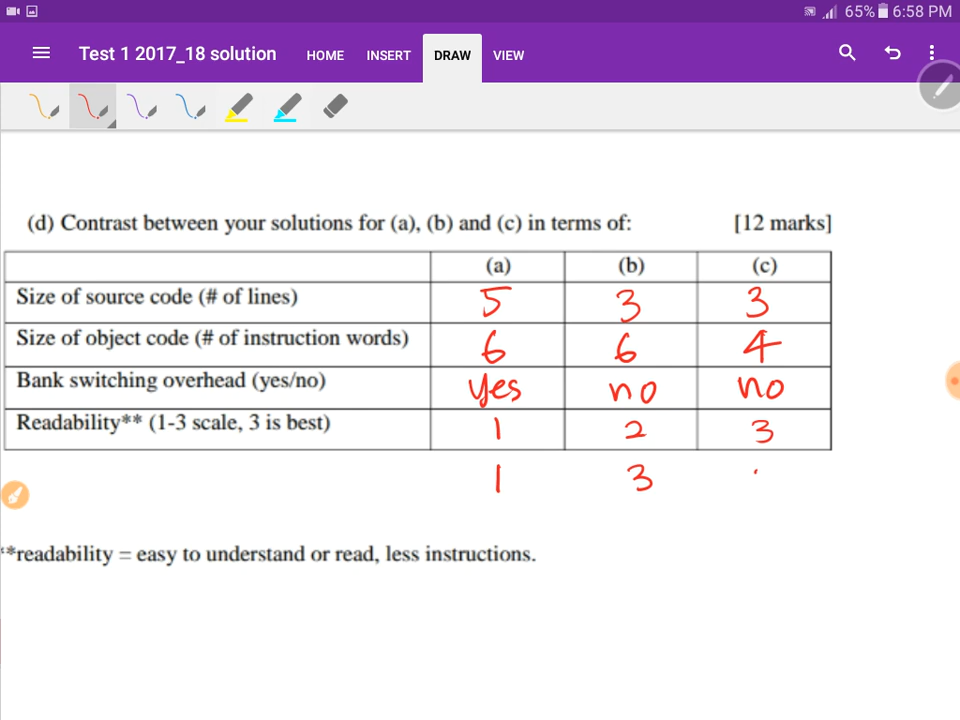 65% 6:58 PM
Test 1 2017_18 solution HOME INSERT DRAW VIEW
(d) Contrast between your solutions for (a), (b) and (c) in terms of: [12 marks]
(a) (b) (c)
Size of source code (# of lines) 5 3 3
Size of object code (# of instruction words) 6 6 4
Bank switching overhead (yes/no) yes no no
Readability** (1-3 scale, 3 is best) 1 2 3
1 3
**readability = easy to understand or read, less instructions.